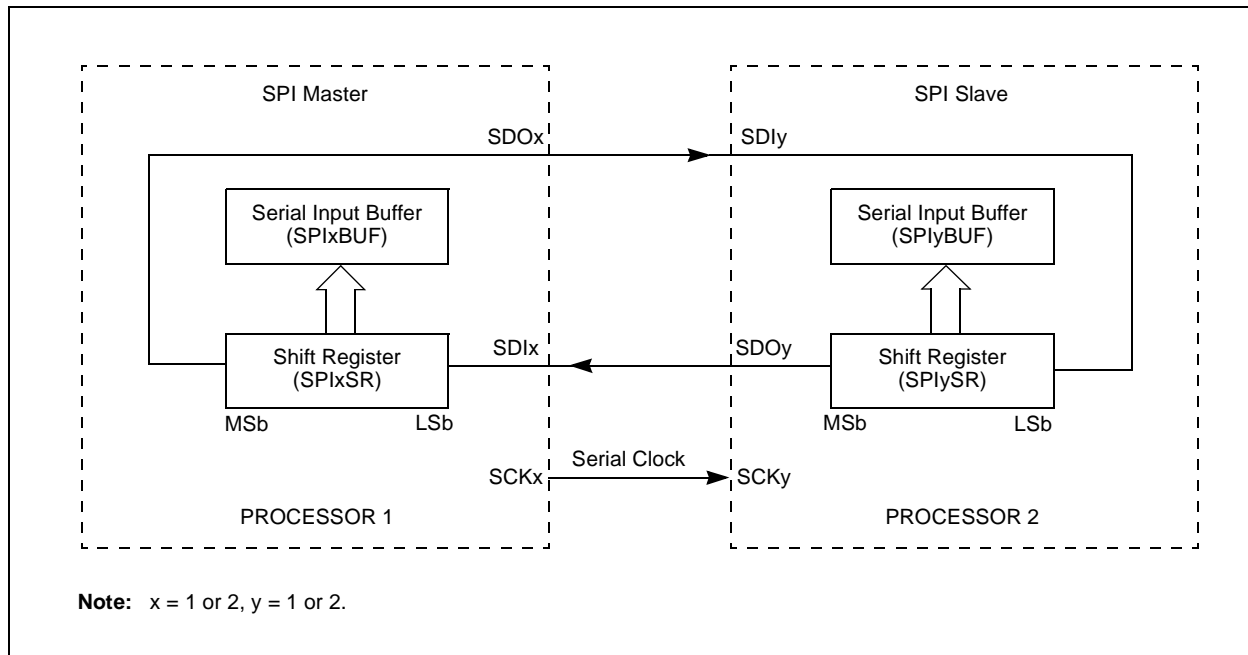 SPI Master
SPI Slave
SDOx
SDIy
Serial Input Buffer
(SPIxBUF)
Serial Input Buffer
(SPIyBUF)
Shift Register
(SPIxSR)
SDIx
SDOy
Shift Register
(SPIySR)
MSb
LSb
MSb
LSb
SCKx
Serial Clock
SCKy
PROCESSOR 1
PROCESSOR 2
Note: x = 1 or 2, y = 1 or 2.